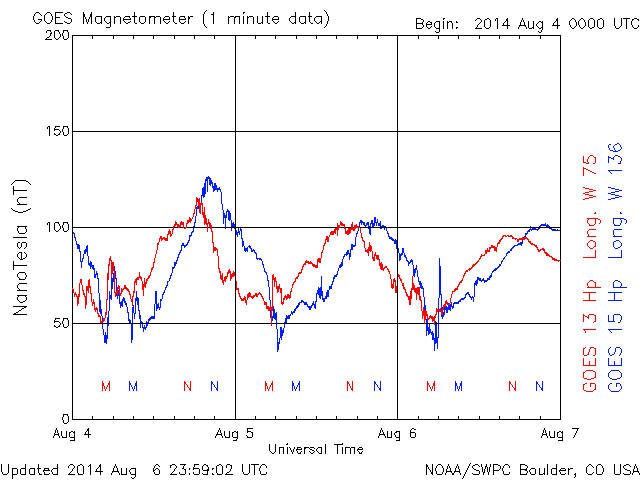 GOES Magnetometer (1 minute data)
Begin: 2014 Aug 4 0000 UTC
200
150
100
50
0
NanoTesla (nT)
M M N N M M N N M M N N
Aug 4 Aug 5 Aug 6 Aug 7
Universal Time
GOES 13 Hp Long. W 75
GOES 15 Hp Long. W 136
Updated 2014 Aug 6 23:59:02 UTC
NOAA/SWPC Boulder, CO USA